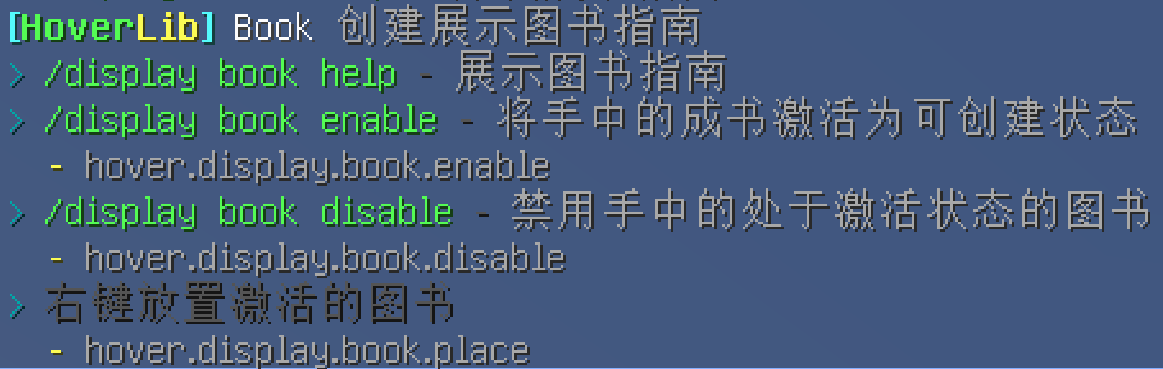 [HoverLib] Book 创建展示图书指南
> /display book help - 展示图书指南
> /display book enable - 将手中的成书激活为可创建状态
- hover.display.book.enable
> /display book disable - 禁用手中的处于激活状态的图书
- hover.display.book.disable
> 右键放置激活的图书
- hover.display.book.place